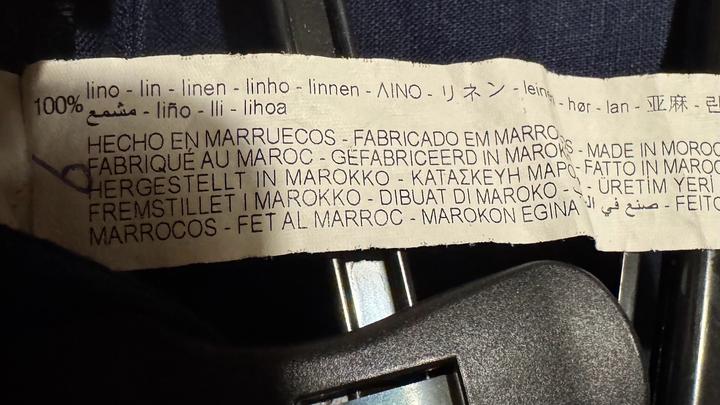 100% lino - lin - linen - linho - linnen - ΛΙΝΟ - リネン - leinen - hør - lan - 亚麻 -
مشمع - liño - lli - lihoa
HECHO EN MARRUECOS - FABRICADO EM MARRO - MADE IN MOROC
FABRIQUÉ AU MAROC - GEFABRICEERD IN MAROK - FATTO IN MAROC
HERGESTELLT IN MAROKKO - ΚΑΤΑΣΚΕΥΗ ΜΑΡΟ - ÜRETİM YERİ
FREMSTILLET I MAROKKO - DIBUAT DI MAROKO - صنع في - FEITO
MARROCOS - FET AL MARROC - MAROKON EGINA